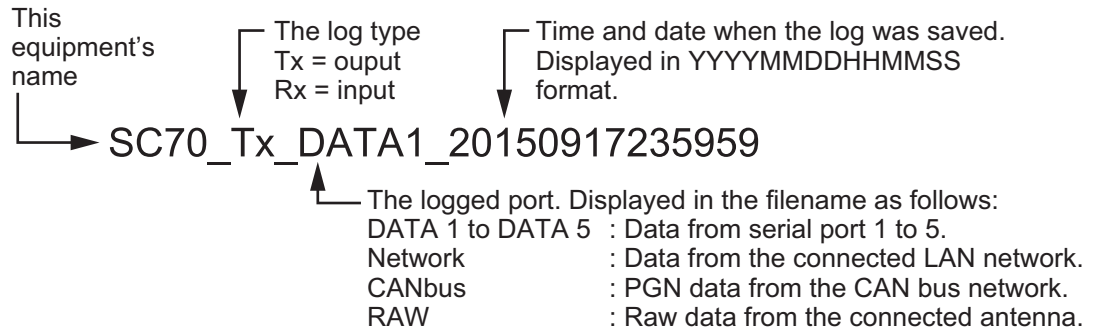 This
equipment's
name
The log type
Tx = ouput
Rx = input
Time and date when the log was saved.
Displayed in YYYYMMDDHHMMSS
format.
SC70_Tx_DATA1_20150917235959
The logged port. Displayed in the filename as follows:
DATA 1 to DATA 5 : Data from serial port 1 to 5.
Network : Data from the connected LAN network.
CANbus : PGN data from the CAN bus network.
RAW : Raw data from the connected antenna.